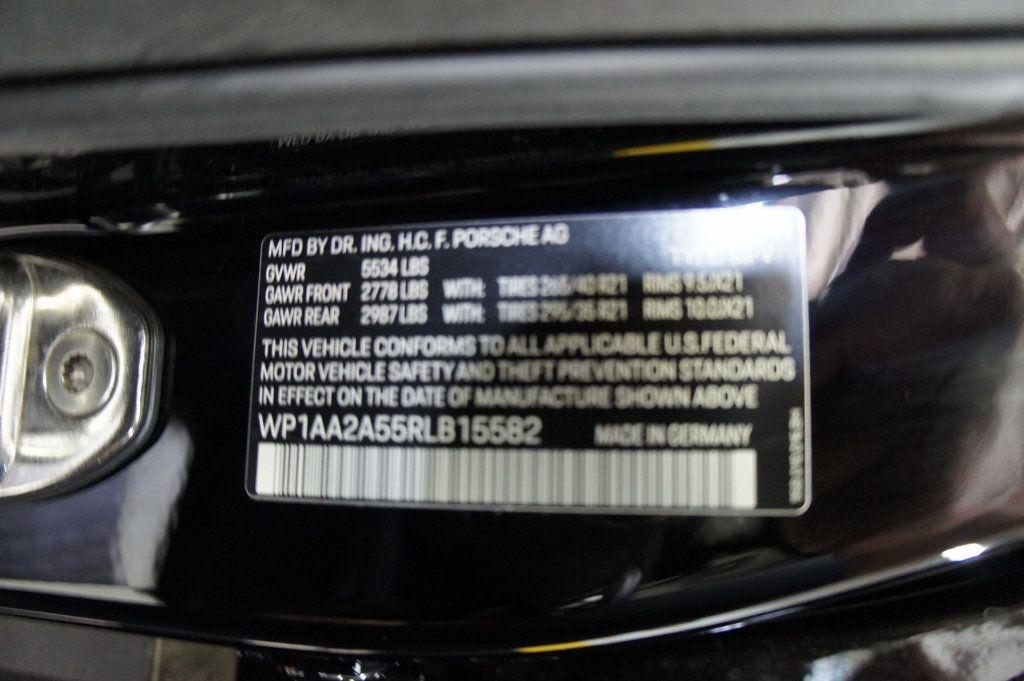 MFD BY DR. ING. H.C. F. PORSCHE AG
GVWR 5534 LBS
GAWR FRONT 2778 LBS WITH: TIRES 265/40 R21 RIMS 9.5JX21
GAWR REAR 2987 LBS WITH: TIRES 295/35 R21 RIMS 10.0JX21
THIS VEHICLE CONFORMS TO ALL APPLICABLE U.S. FEDERAL
MOTOR VEHICLE SAFETY AND THEFT PREVENTION STANDARDS
IN EFFECT ON THE DATE OF MANUFACTURE SHOWN ABOVE
WP1AA2A55RLB15582 MADE IN GERMANY